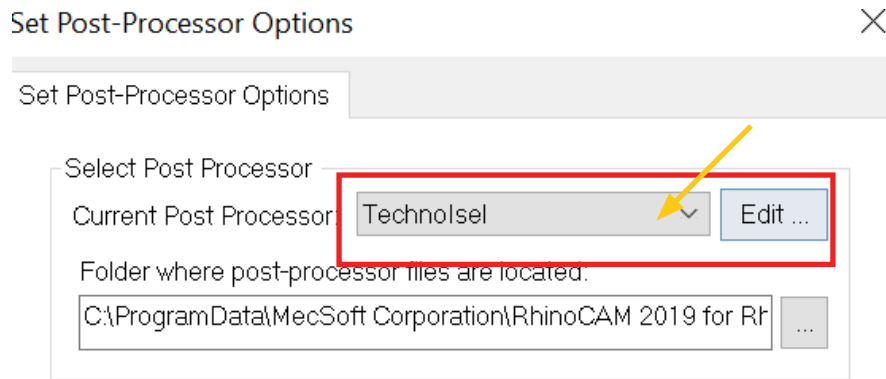 Set Post-Processor Options
Set Post-Processor Options
Select Post Processor
Current Post Processor: TechnoIsel Edit ...
Folder where post-processor files are located:
C:\ProgramData\MecSoft Corporation\RhinoCAM 2019 for Rh ...